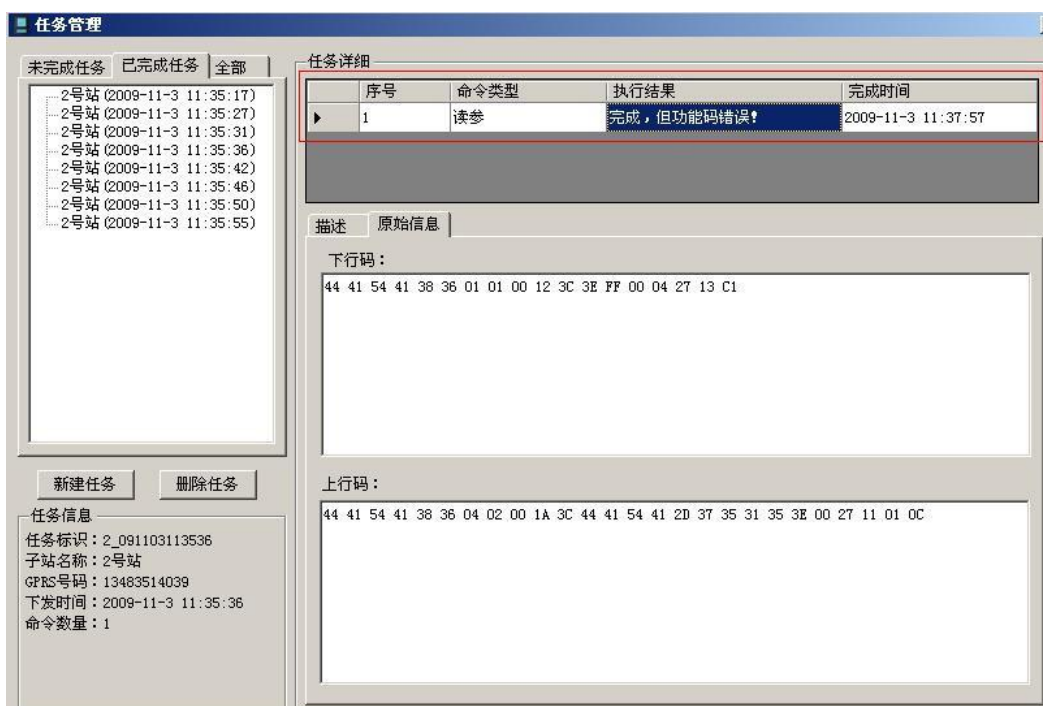 任务管理
未完成任务 已完成任务 全部
2号站(2009-11-3 11:35:17)
2号站(2009-11-3 11:35:27)
2号站(2009-11-3 11:35:31)
2号站(2009-11-3 11:35:36)
2号站(2009-11-3 11:35:42)
2号站(2009-11-3 11:35:46)
2号站(2009-11-3 11:35:50)
2号站(2009-11-3 11:35:55)
新建任务 删除任务
任务信息
任务标识：2_091103113536
子站名称：2号站
GPRS号码：13483514039
下发时间：2009-11-3 11:35:36
命令数量：1
任务详细
序号 命令类型 执行结果 完成时间
1 读参 完成，但功能码错误！ 2009-11-3 11:37:57
描述 原始信息
下行码：
44 41 54 41 38 36 01 01 00 12 3C 3E FF 00 04 27 13 C1
上行码：
44 41 54 41 38 36 04 02 00 1A 3C 44 41 54 41 2D 37 35 31 35 3E 00 27 11 01 0C